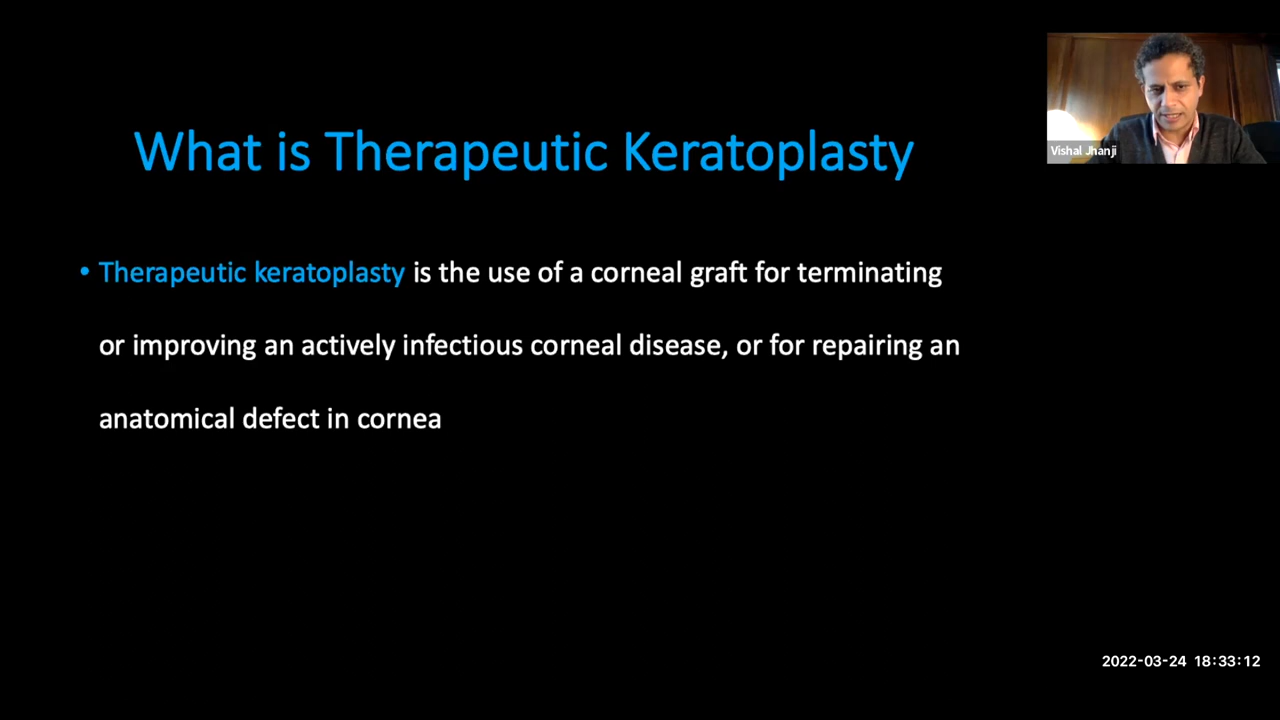 What is Therapeutic Keratoplasty
Vishal Jhanji
• Therapeutic keratoplasty is the use of a corneal graft for terminating
or improving an actively infectious corneal disease, or for repairing an
anatomical defect in cornea
2022-03-24 18:33:12